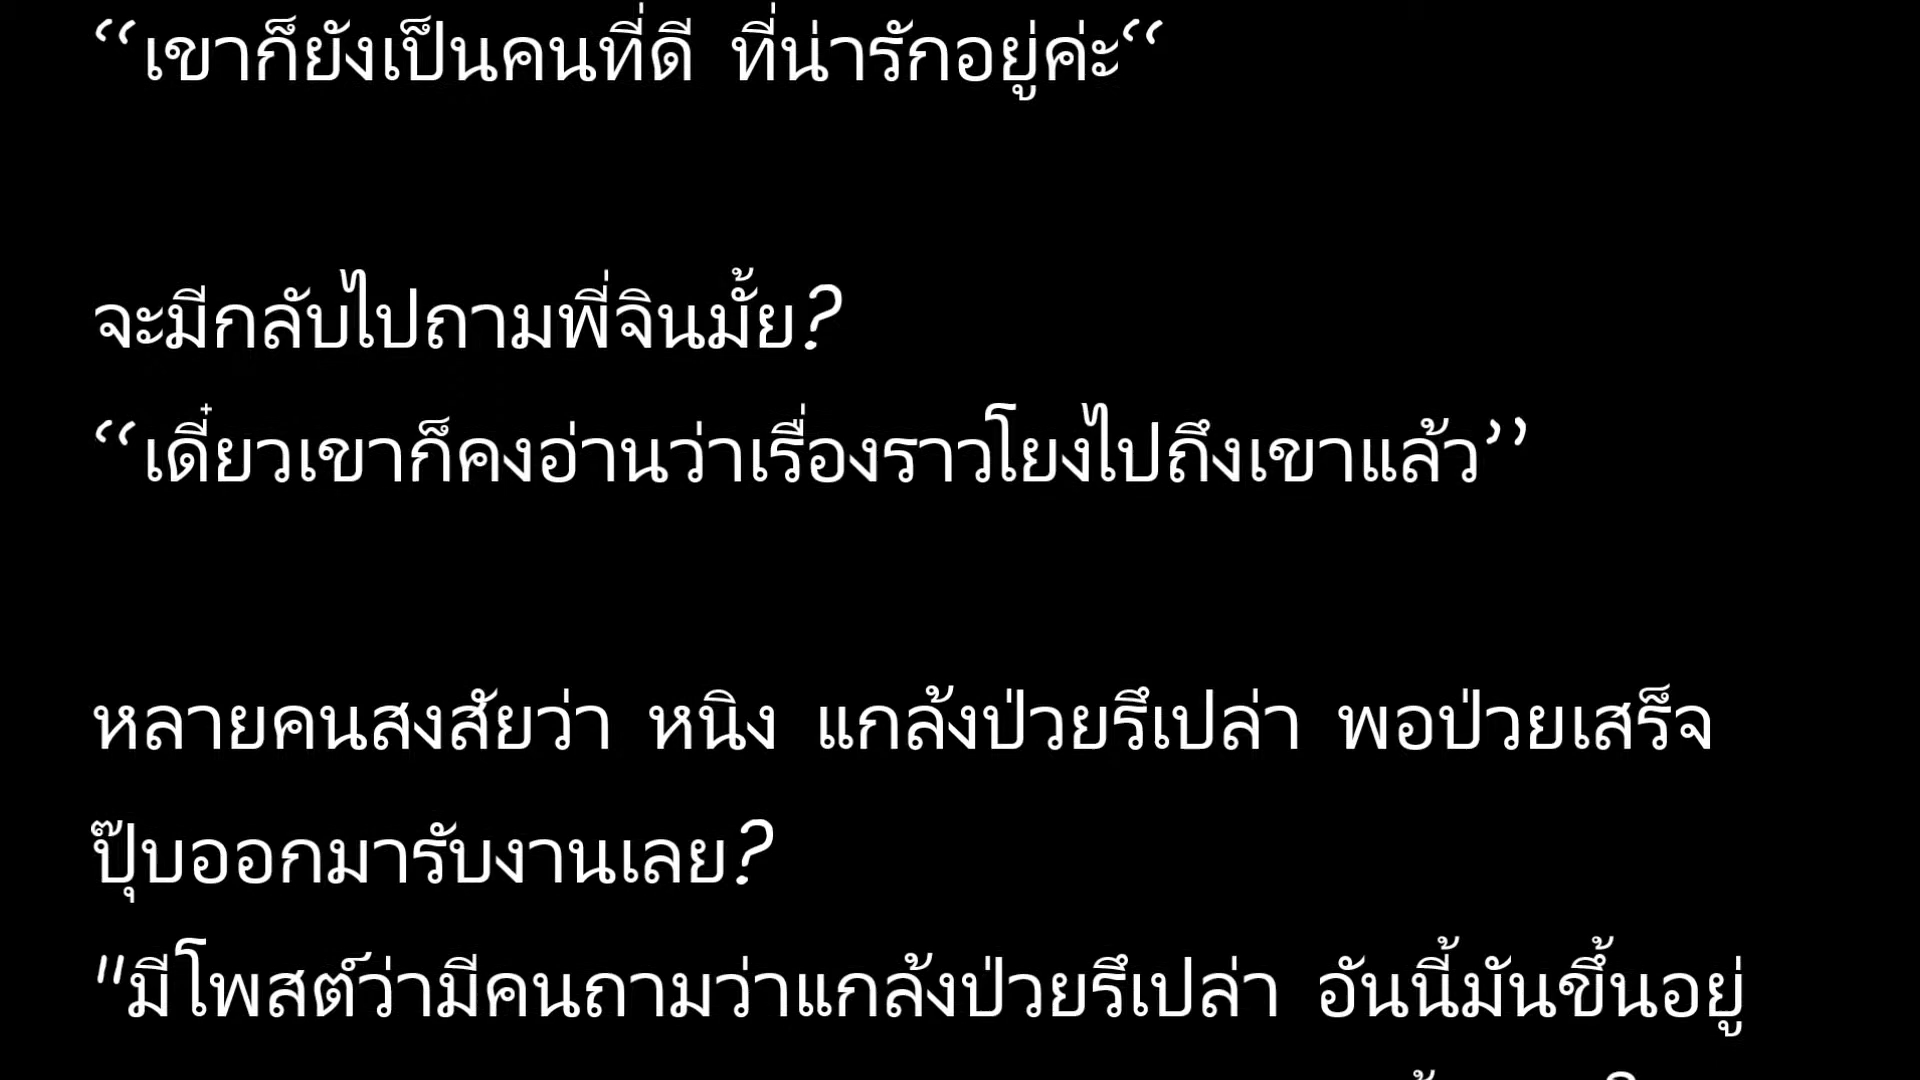 “เขาก็ยังเป็นคนที่ดี ที่น่ารักอยู่ค่ะ“
จะมีกลับไปถามพี่จินมั้ย?
“เดี๋ยวเขาก็คงอ่านว่าเรื่องราวโยงไปถึงเขาแล้ว”
หลายคนสงสัยว่า หนิง แกล้งป่วยรึเปล่า พอป่วยเสร็จ
ปุ๊บออกมารับงานเลย?
"มีโพสต์ว่ามีคนถามว่าแกล้งป่วยรึเปล่า อันนี้มันขึ้นอยู่